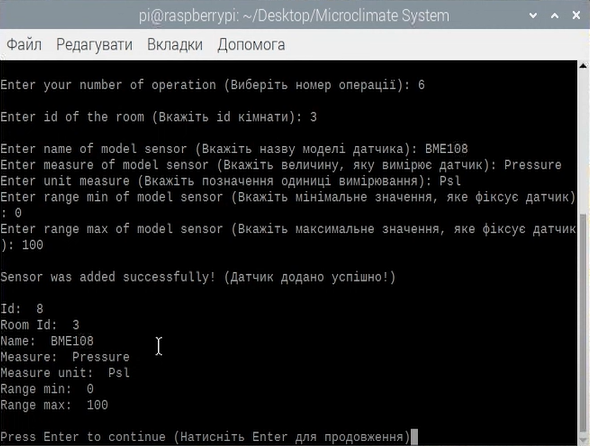 pi@raspberrypi: ~/Desktop/Microclimate System
Файл Редагувати Вкладки Допомога
Enter your number of operation (Виберіть номер операції): 6
Enter id of the room (Вкажіть id кімнати): 3
Enter name of model sensor (Вкажіть назву моделі датчика): BME108
Enter measure of model sensor (Вкажіть величину, яку вимірює датчик): Pressure
Enter unit measure (Вкажіть позначення одиниці вимірювання): Psl
Enter range min of model sensor (Вкажіть мінімальне значення, яке фіксує датчик)
: 0
Enter range max of model sensor (Вкажіть максимальне значення, яке фіксує датчик
): 100
Sensor was added successfully! (Датчик додано успішно!)
Id:  8
Room Id:  3
Name:  BME108
Measure:  Pressure
Measure unit:  Psl
Range min:  0
Range max:  100
Press Enter to continue (Натисніть Enter для продовження)